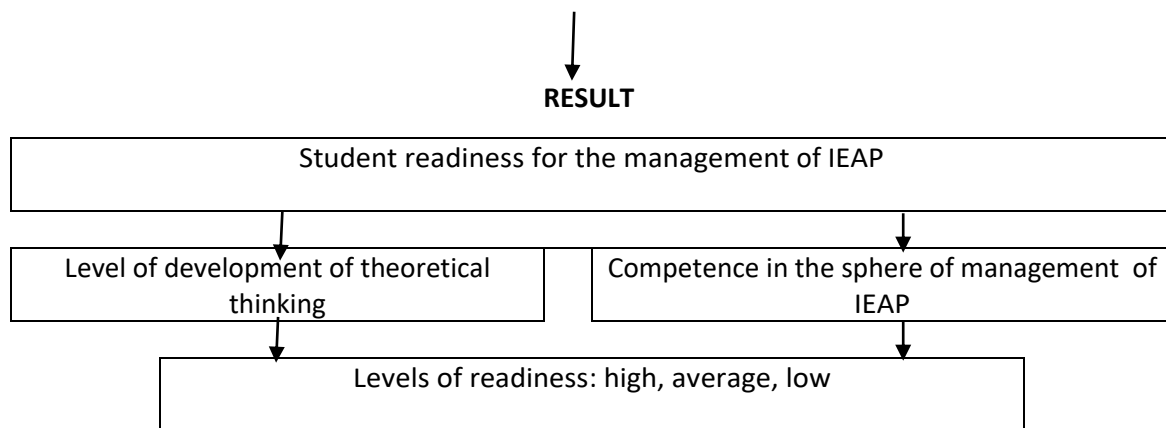 RESULT
Student readiness for the management of IEAP
Level of development of theoretical
thinking
Competence in the sphere of management of
IEAP
Levels of readiness: high, average, low